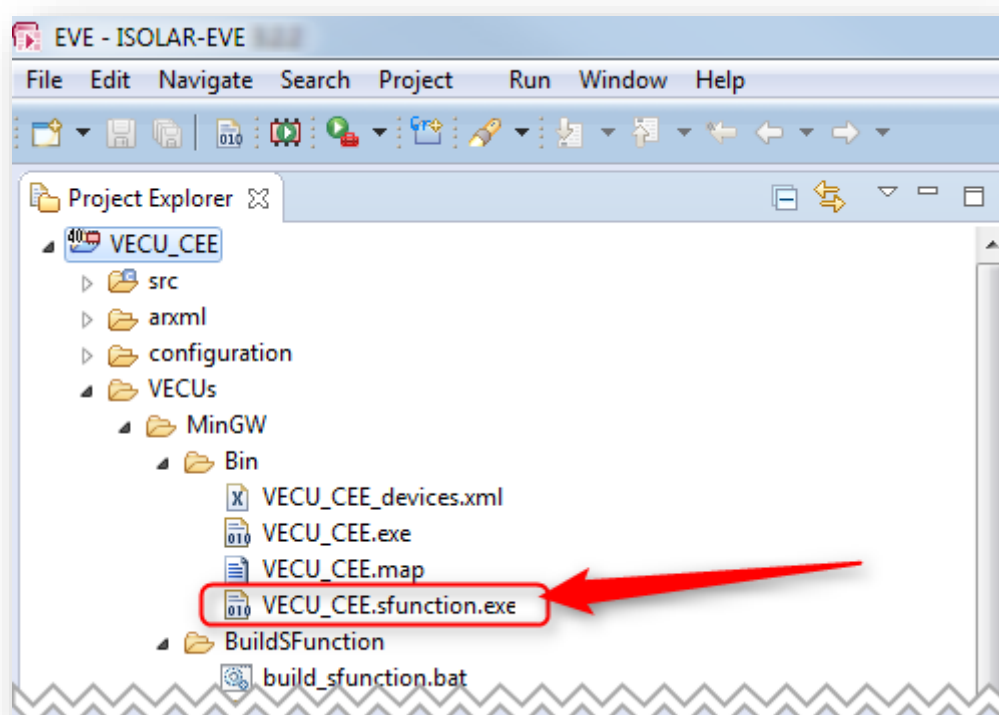 EVE - ISOLAR-EVE
File Edit Navigate Search Project Run Window Help
010
Project Explorer
VECU_CEE
src
arxml
configuration
VECUs
MinGW
Bin
VECU_CEE_devices.xml
VECU_CEE.exe
VECU_CEE.map
VECU_CEE.sfunction.exe
BuildSFunction
build_sfunction.bat